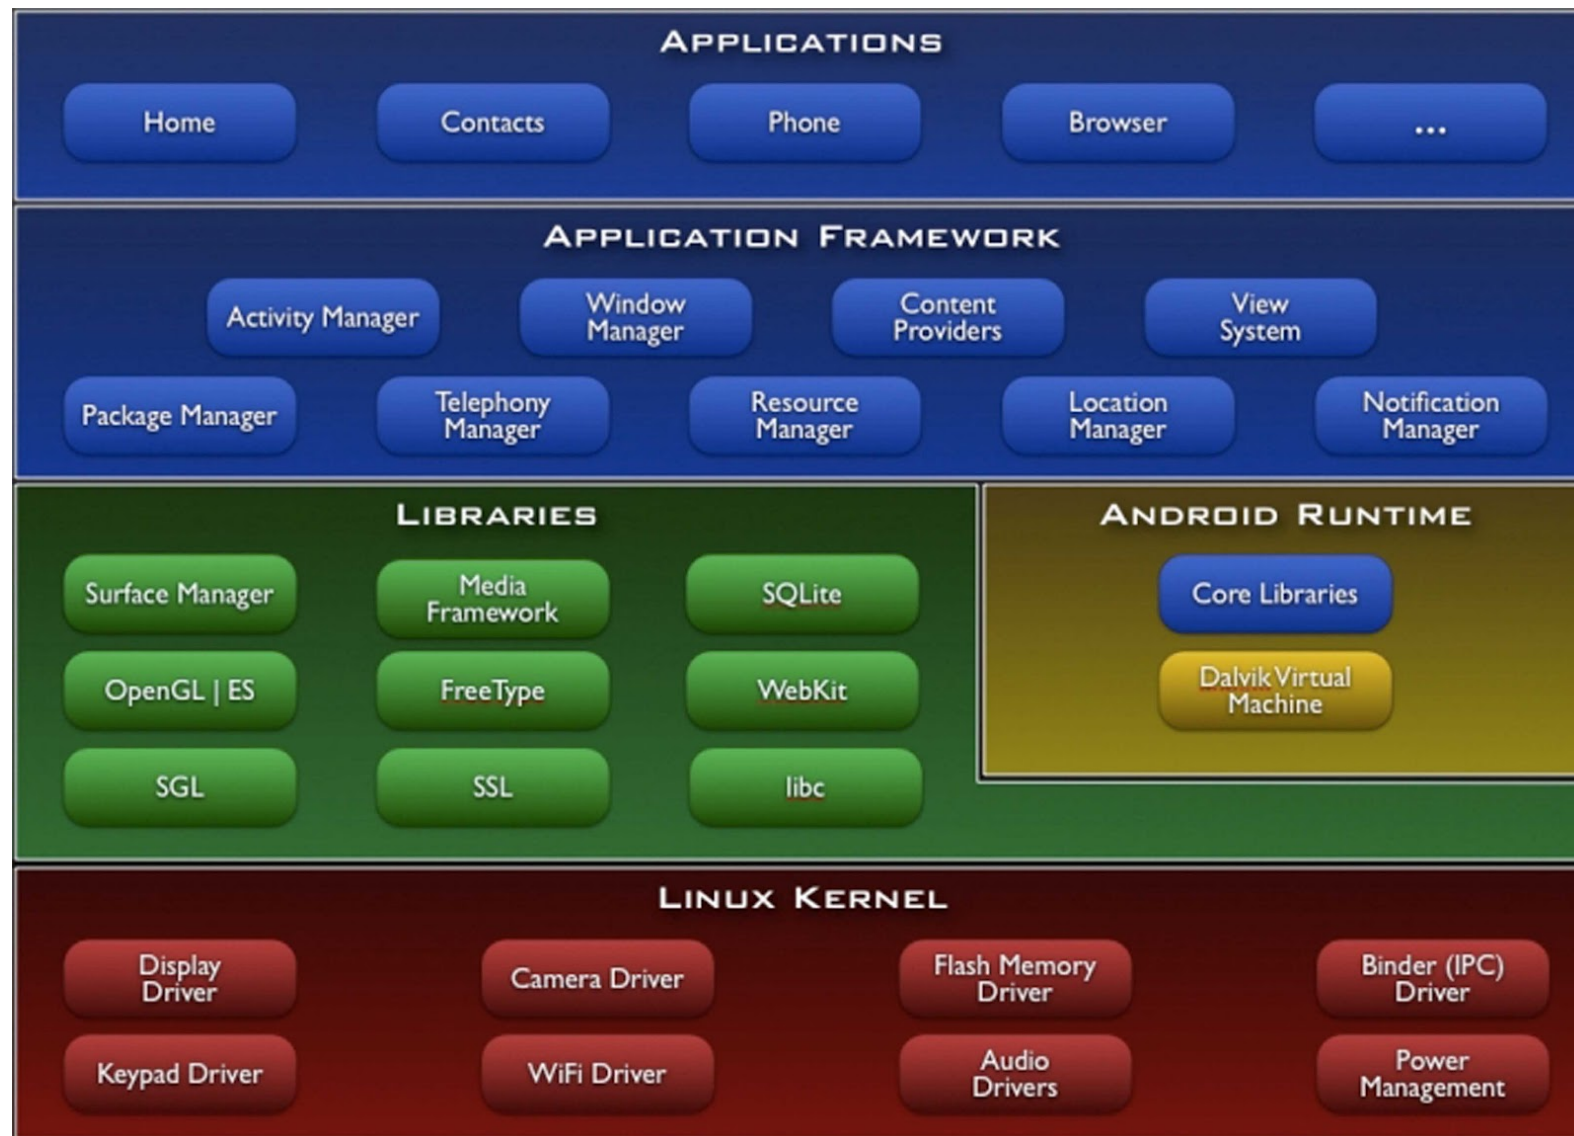 APPLICATIONS
Home
Contacts
Phone
Browser
...
APPLICATION FRAMEWORK
Activity Manager
Window
Manager
Content
Providers
View
System
Package Manager
Telephony
Manager
Resource
Manager
Location
Manager
Notification
Manager
LIBRARIES
Surface Manager
Media
Framework
SQLite
OpenGL | ES
FreeType
WebKit
SGL
SSL
libc
ANDROID RUNTIME
Core Libraries
Dalvik Virtual
Machine
LINUX KERNEL
Display
Driver
Camera Driver
Flash Memory
Driver
Binder (IPC)
Driver
Keypad Driver
WiFi Driver
Audio
Drivers
Power
Management